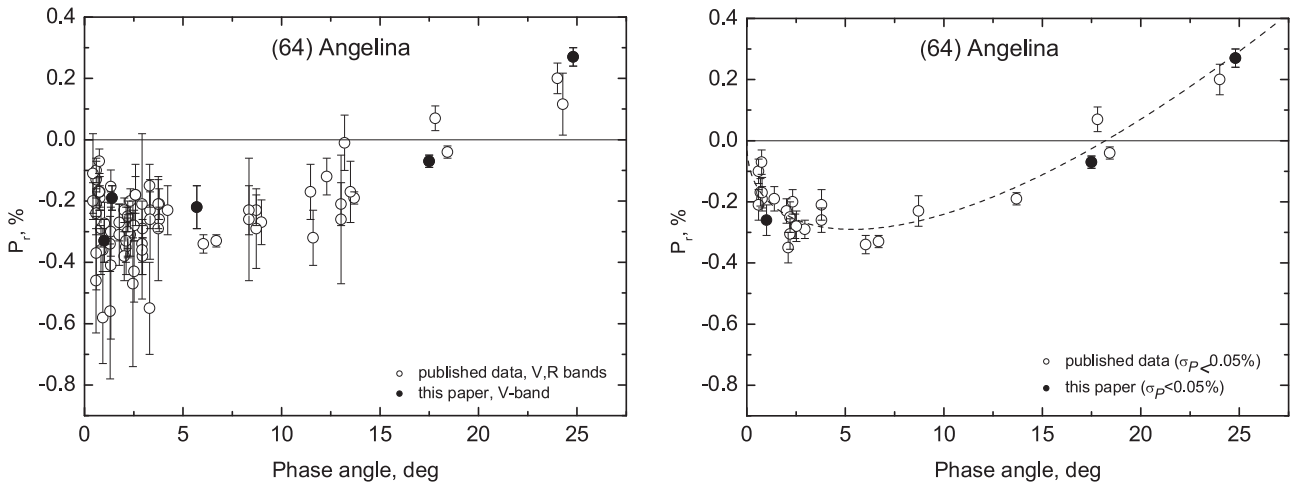 (64) Angelina
0.4
0.2
0.0
-0.2
-0.4
-0.6
-0.8
P_r, %
0 5 10 15 20 25
Phase angle, deg
published data, V,R bands
this paper, V-band
(64) Angelina
0.4
0.2
0.0
-0.2
-0.4
-0.6
-0.8
P_r, %
0 5 10 15 20 25
Phase angle, deg
published data (σ_P<0.05%)
this paper (σ_P<0.05%)